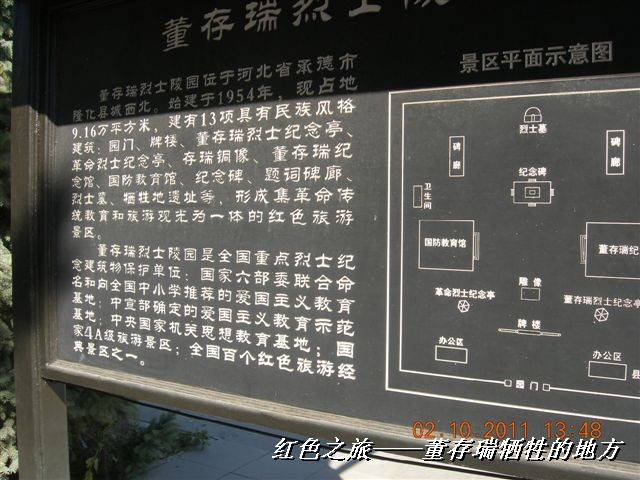 董存瑞烈士陵
董存瑞烈士陵园位于河北省承德市
隆化县城西北。始建于1954年，现占地
9.16万平方米，建有13项具有民族风格
建筑：园门、牌楼、董存瑞烈士纪念亭、
革命烈士纪念亭、存瑞铜像、董存瑞纪
念馆、国防教育馆、纪念碑、题词碑廊、
烈士墓、牺牲地遗址等，形成集革命传
统教育和旅游观光为一体的红色旅游
景区。
董存瑞烈士陵园是全国重点烈士纪
念建筑物保护单位；国家六部委联合命
名和向全国中小学推荐的爱国主义教育
基地；中宣部确定的爱国主义教育示范
基地；中央国家机关思想教育基地；国
家4A级旅游景区；全国百个红色旅游经
典景区之一。
景区平面示意图
烈士墓
碑廊
碑廊
纪念碑
卫生间
国防教育馆
董存瑞纪
雕像
革命烈士纪念亭
董存瑞烈士纪念亭
牌楼
办公区
办公区
园门
县
02.10.2011 13:48
红色之旅——董存瑞牺牲的地方